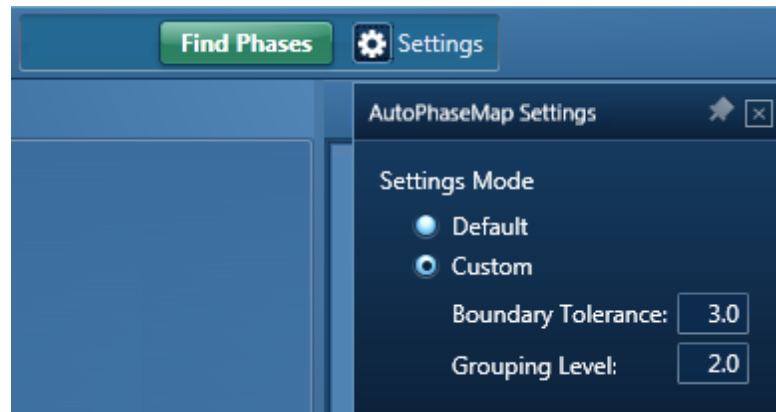 Find Phases
Settings
AutoPhaseMap Settings
Settings Mode
Default
Custom
Boundary Tolerance: 3.0
Grouping Level: 2.0